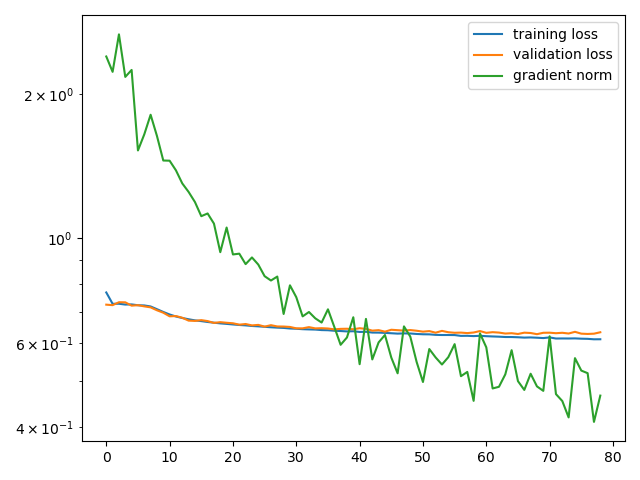 training loss
validation loss
gradient norm
2 × 10⁰
10⁰
6 × 10⁻¹
4 × 10⁻¹
0 10 20 30 40 50 60 70 80